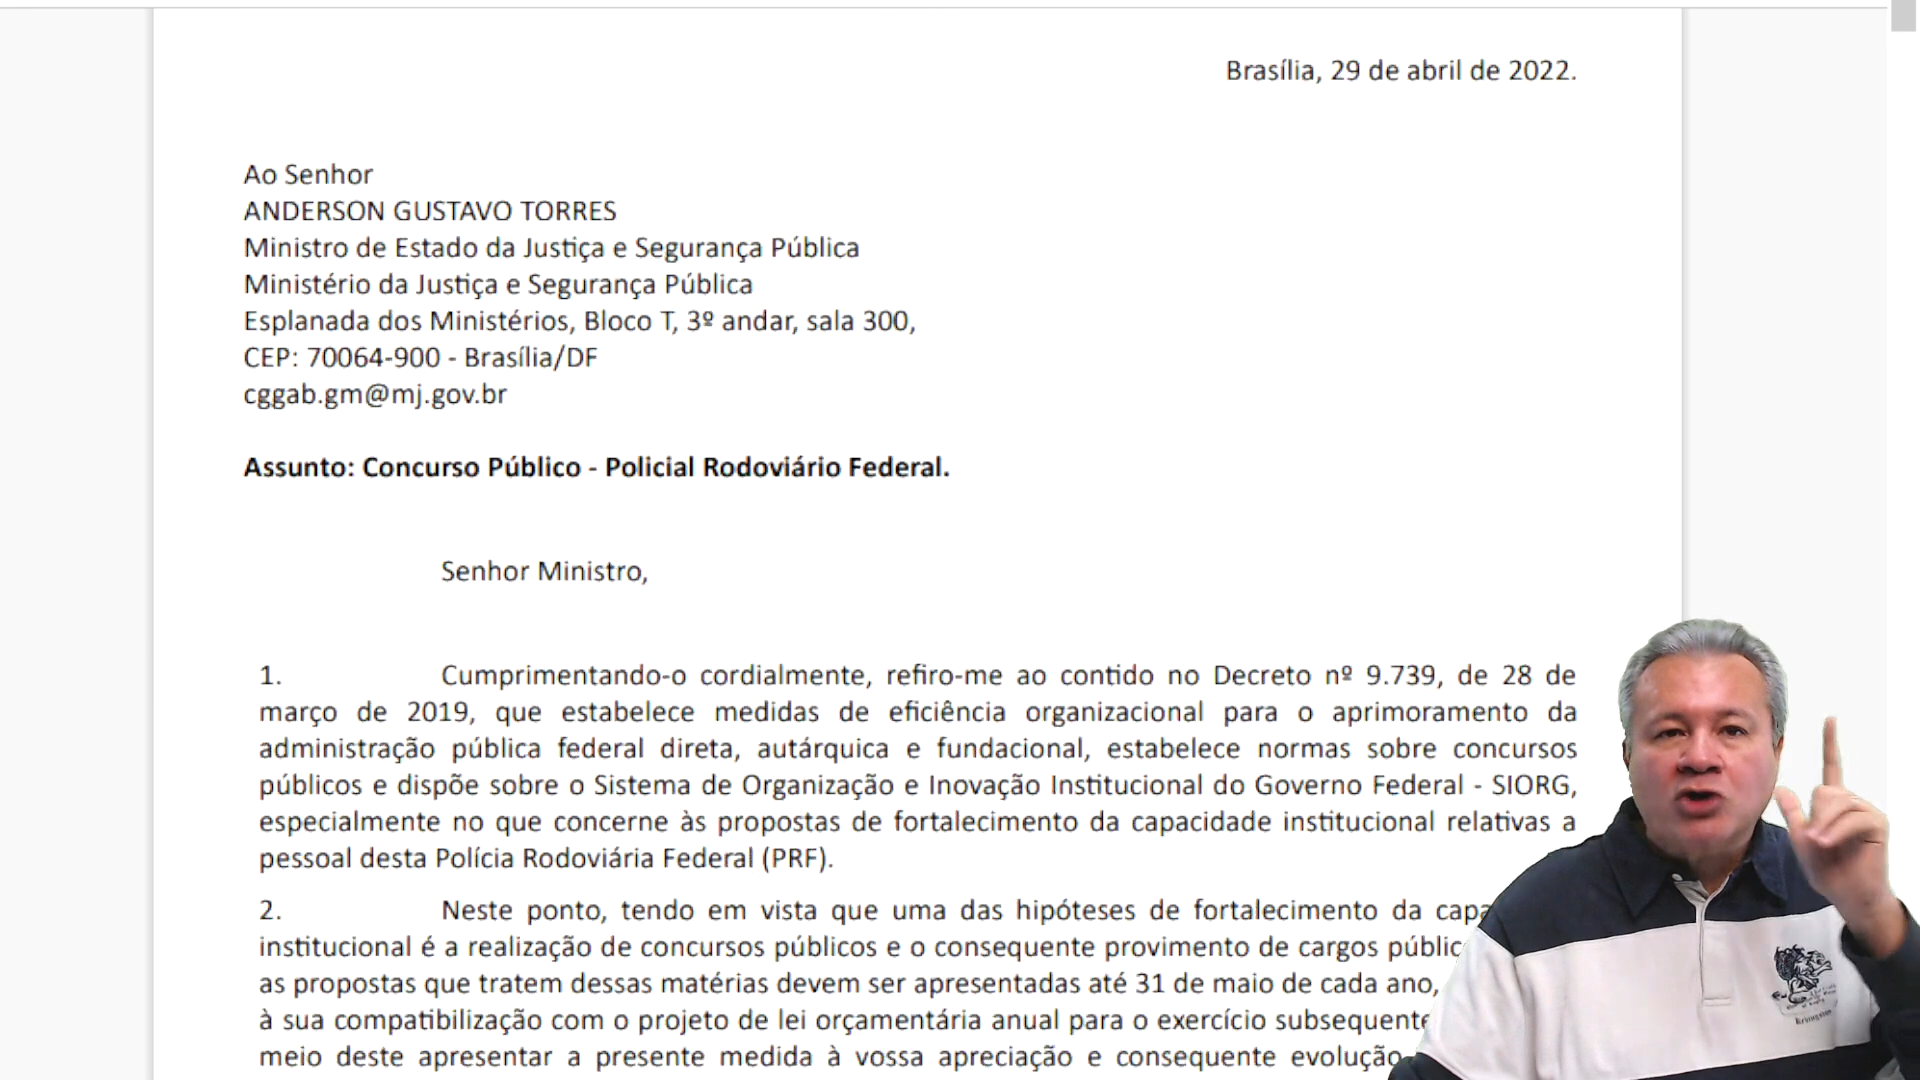 Brasília, 29 de abril de 2022.
Ao Senhor
ANDERSON GUSTAVO TORRES
Ministro de Estado da Justiça e Segurança Pública
Ministério da Justiça e Segurança Pública
Esplanada dos Ministérios, Bloco T, 3º andar, sala 300,
CEP: 70064-900 - Brasília/DF
cggab.gm@mj.gov.br
Assunto: Concurso Público - Policial Rodoviário Federal.
Senhor Ministro,
1. Cumprimentando-o cordialmente, refiro-me ao contido no Decreto nº 9.739, de 28 de
março de 2019, que estabelece medidas de eficiência organizacional para o aprimoramento da
administração pública federal direta, autárquica e fundacional, estabelece normas sobre concursos
públicos e dispõe sobre o Sistema de Organização e Inovação Institucional do Governo Federal - SIORG,
especialmente no que concerne às propostas de fortalecimento da capacidade institucional relativas a
pessoal desta Polícia Rodoviária Federal (PRF).
2. Neste ponto, tendo em vista que uma das hipóteses de fortalecimento da
institucional é a realização de concursos públicos e o consequente provimento de cargos
as propostas que tratem dessas matérias devem ser apresentadas até 31 de maio de cada ano,
à sua compatibilização com o projeto de lei orçamentária anual para o exercício subsequente
meio deste apresentar a presente medida à vossa apreciação e consequente evolução